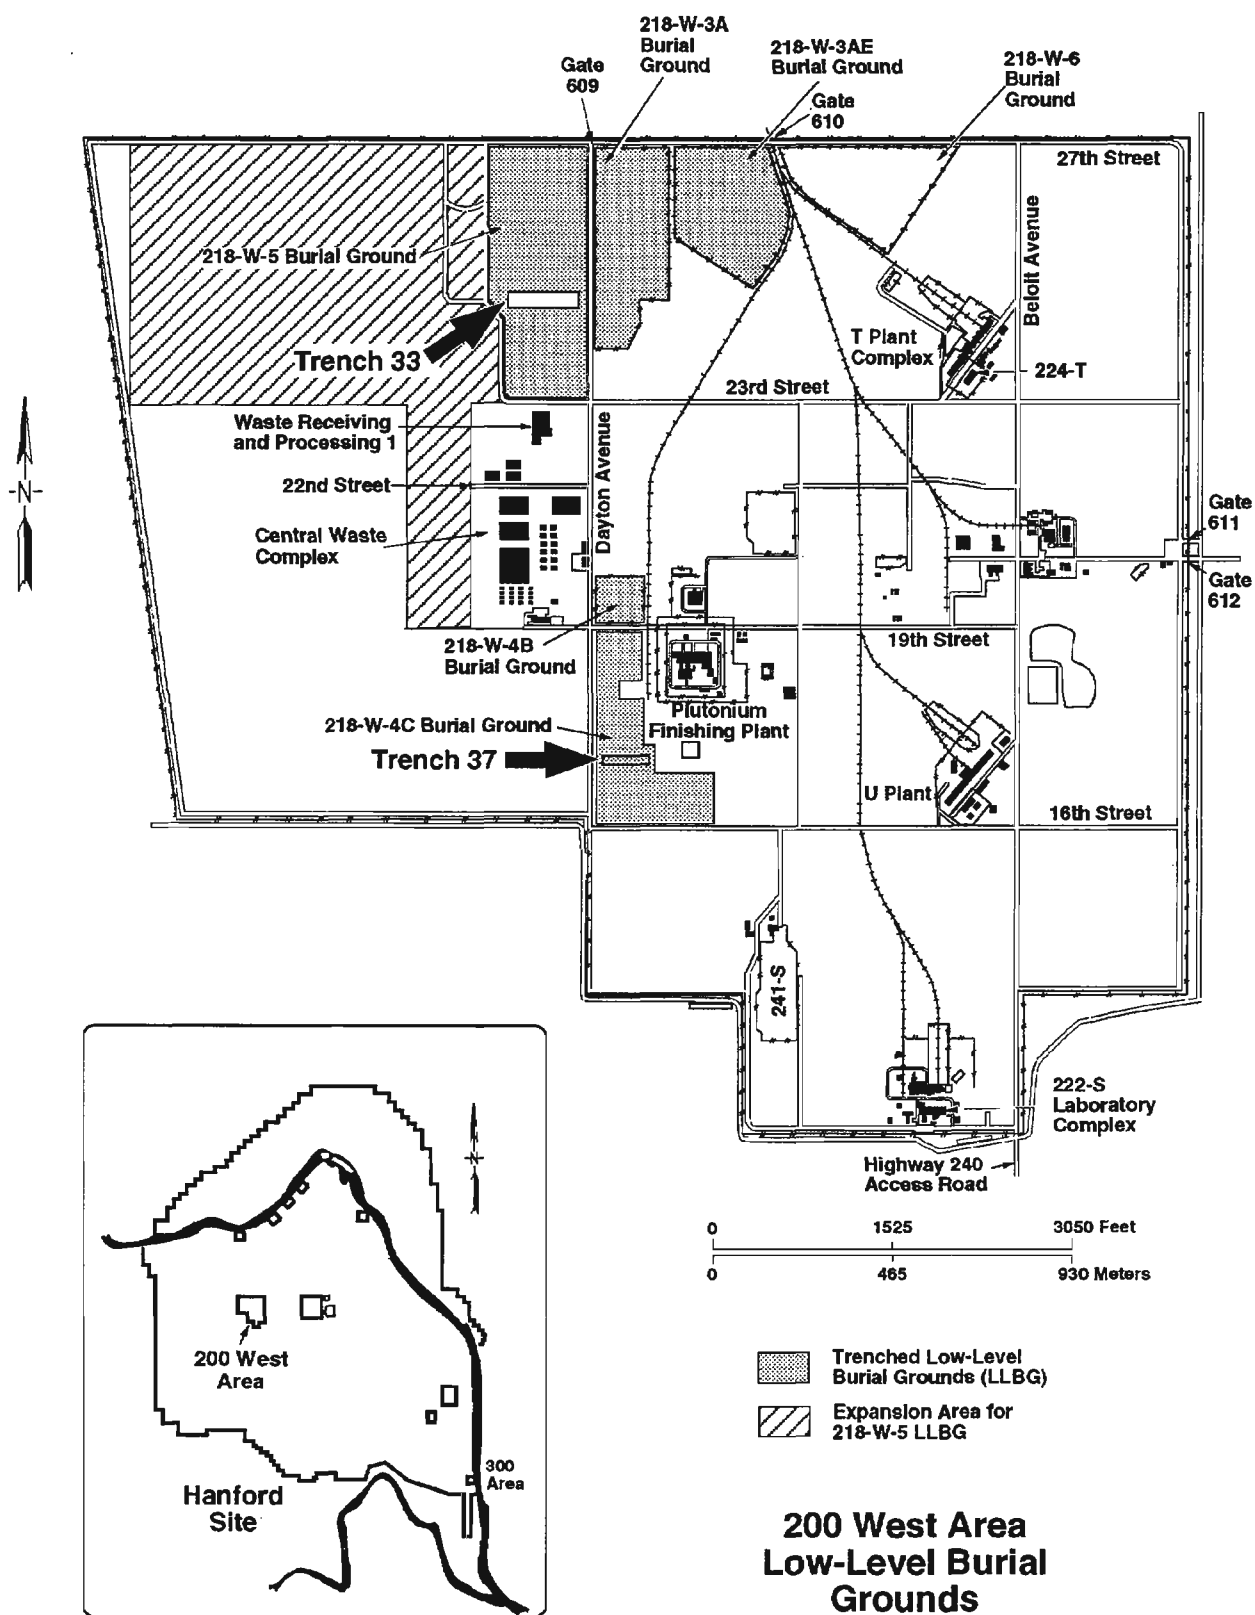 218-W-3A
Burial
Ground
218-W-3AE
Burial Ground
218-W-6
Burial
Ground
Gate
609
Gate
610
27th Street
218-W-5 Burial Ground
Beloit Avenue
Trench 33
T Plant
Complex
224-T
23rd Street
Waste Receiving
and Processing 1
Dayton Avenue
22nd Street
-N-
Central Waste
Complex
Gate
611
Gate
612
218-W-4B
Burial Ground
19th Street
218-W-4C Burial Ground
Plutonium
Finishing Plant
Trench 37
U Plant
16th Street
241-S
222-S
Laboratory
Complex
Highway 240
Access Road
0 1525 3050 Feet
0 465 930 Meters
N
200 West
Area
300
Area
Hanford
Site
Trenched Low-Level
Burial Grounds (LLBG)
Expansion Area for
218-W-5 LLBG
200 West Area
Low-Level Burial
Grounds